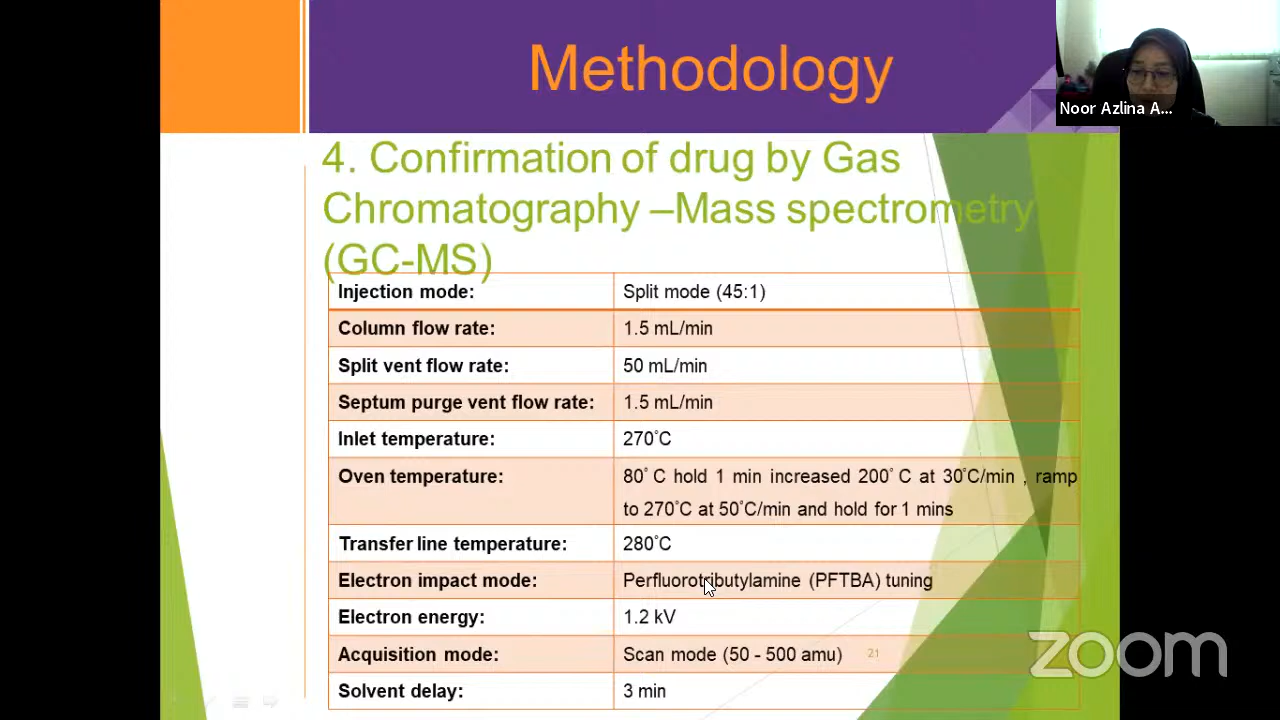 Methodology
Noor Azlina A...
4. Confirmation of drug by Gas
Chromatography –Mass spectrometry
(GC-MS)
Injection mode: Split mode (45:1)
Column flow rate: 1.5 mL/min
Split vent flow rate: 50 mL/min
Septum purge vent flow rate: 1.5 mL/min
Inlet temperature: 270°C
Oven temperature: 80° C hold 1 min increased 200° C at 30°C/min , ramp
to 270°C at 50°C/min and hold for 1 mins
Transfer line temperature: 280°C
Electron impact mode: Perfluorotributylamine (PFTBA) tuning
Electron energy: 1.2 kV
Acquisition mode: Scan mode (50 - 500 amu)
21
Solvent delay: 3 min
zoom